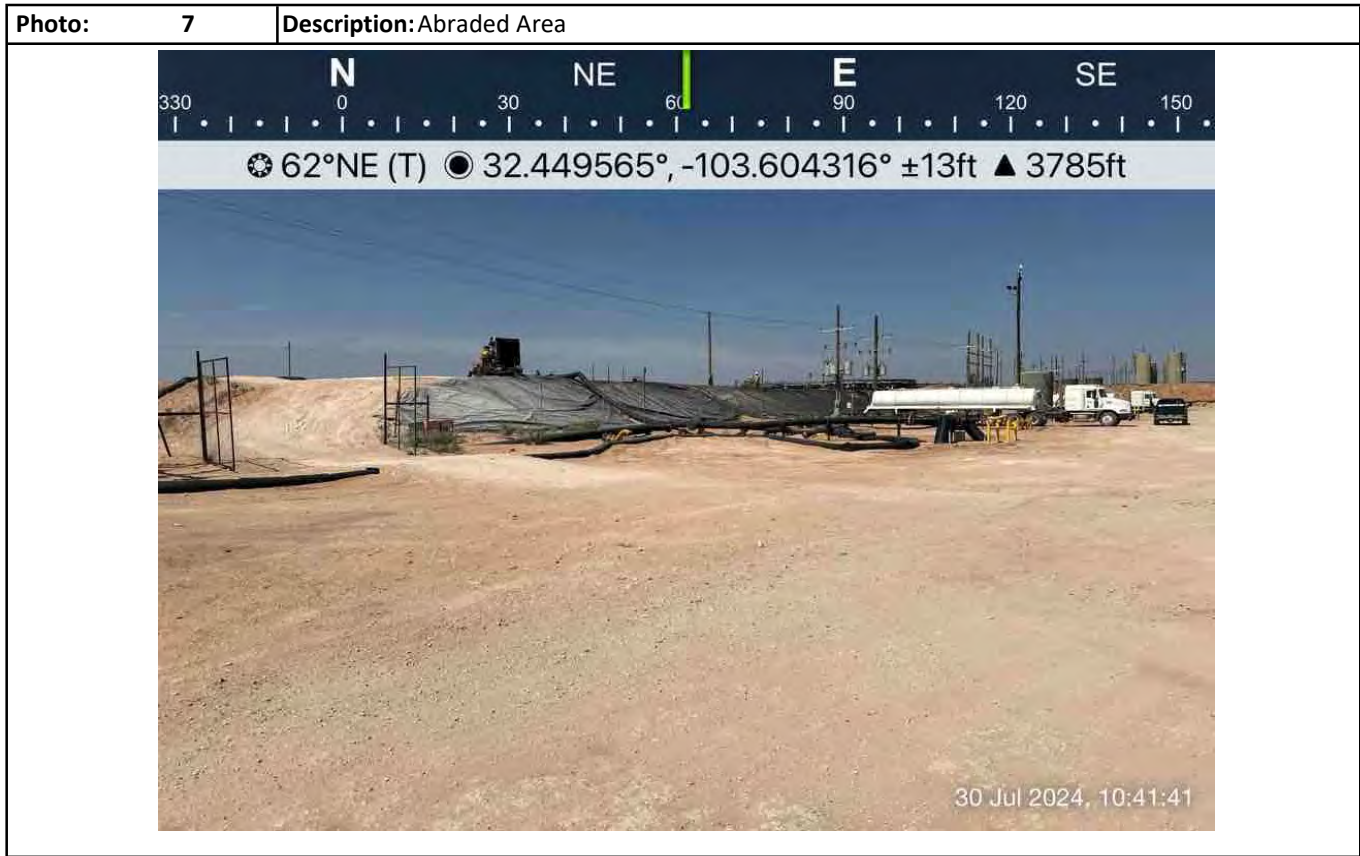 Photo: 7 Description: Abraded Area
N NE E SE
330 0 30 60 90 120 150
62°NE (T) 32.449565°, -103.604316° ±13ft ▲ 3785ft
30 Jul 2024, 10:41:41